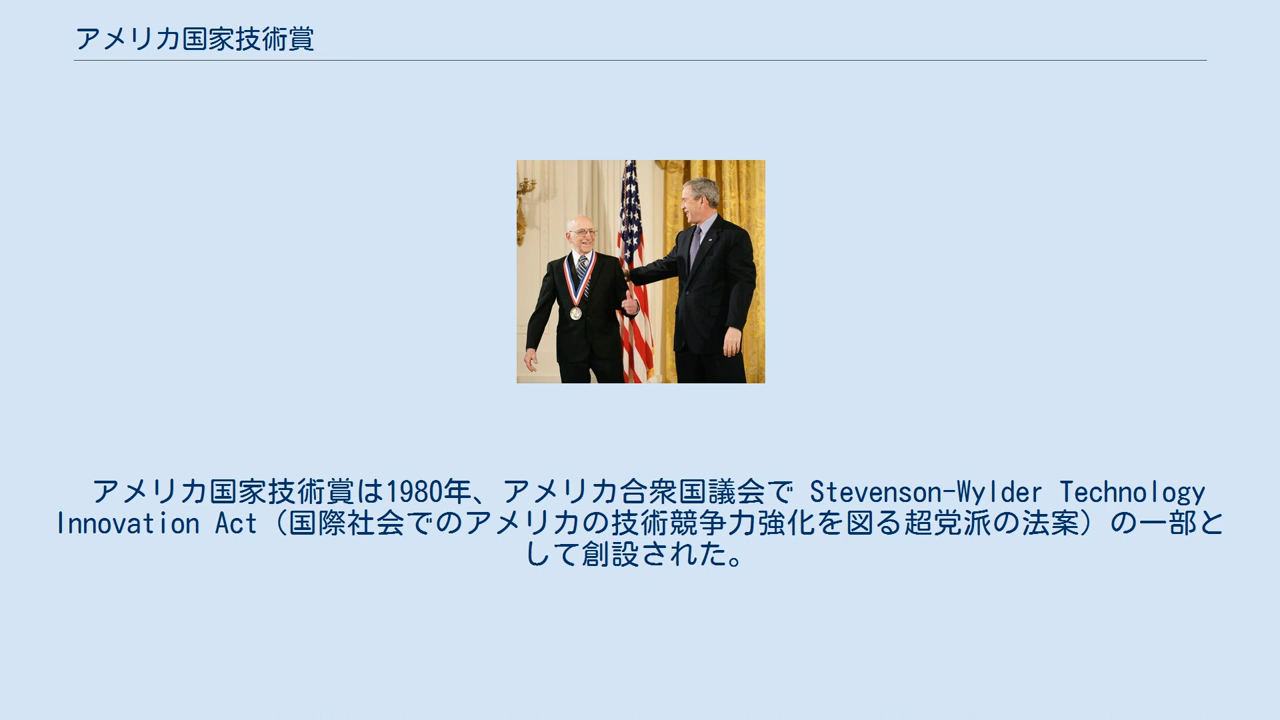 アメリカ国家技術賞
アメリカ国家技術賞は1980年、アメリカ合衆国議会で Stevenson-Wylder Technology
Innovation Act（国際社会でのアメリカの技術競争力強化を図る超党派の法案）の一部と
して創設された。